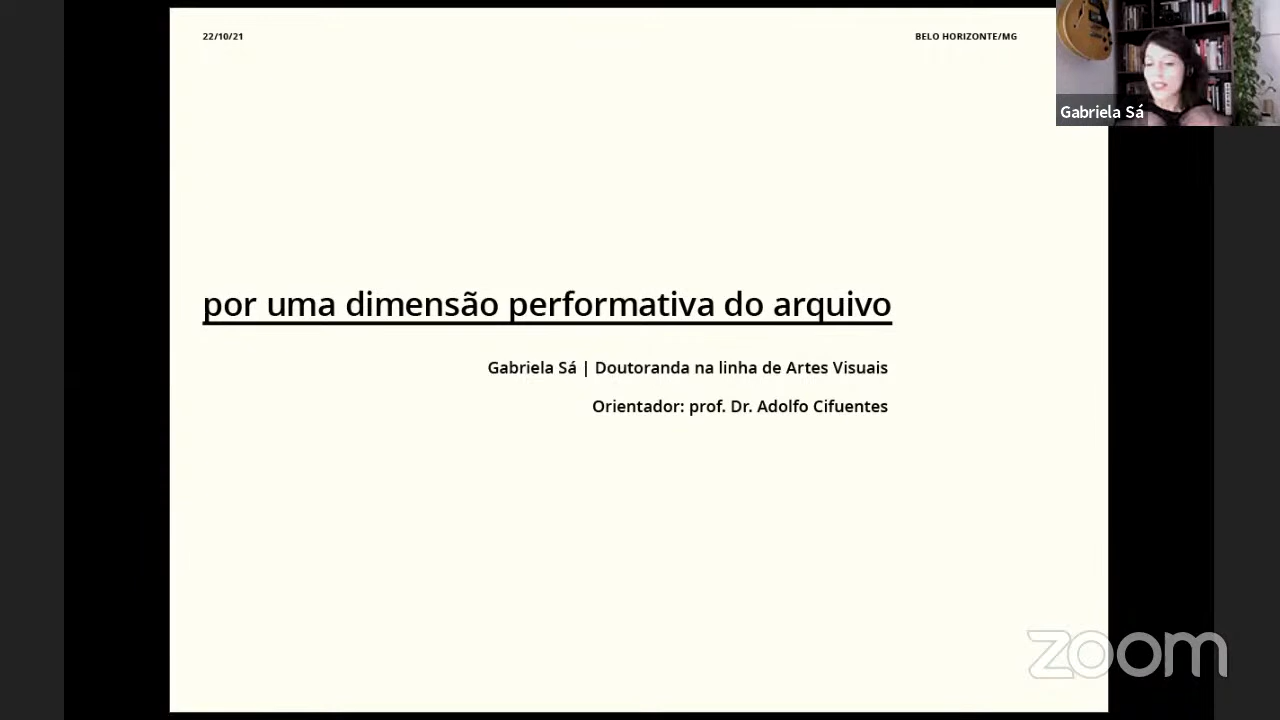 22/10/21
BELO HORIZONTE/MG
Gabriela Sá
por uma dimensão performativa do arquivo
Gabriela Sá | Doutoranda na linha de Artes Visuais
Orientador: prof. Dr. Adolfo Cifuentes
zoom